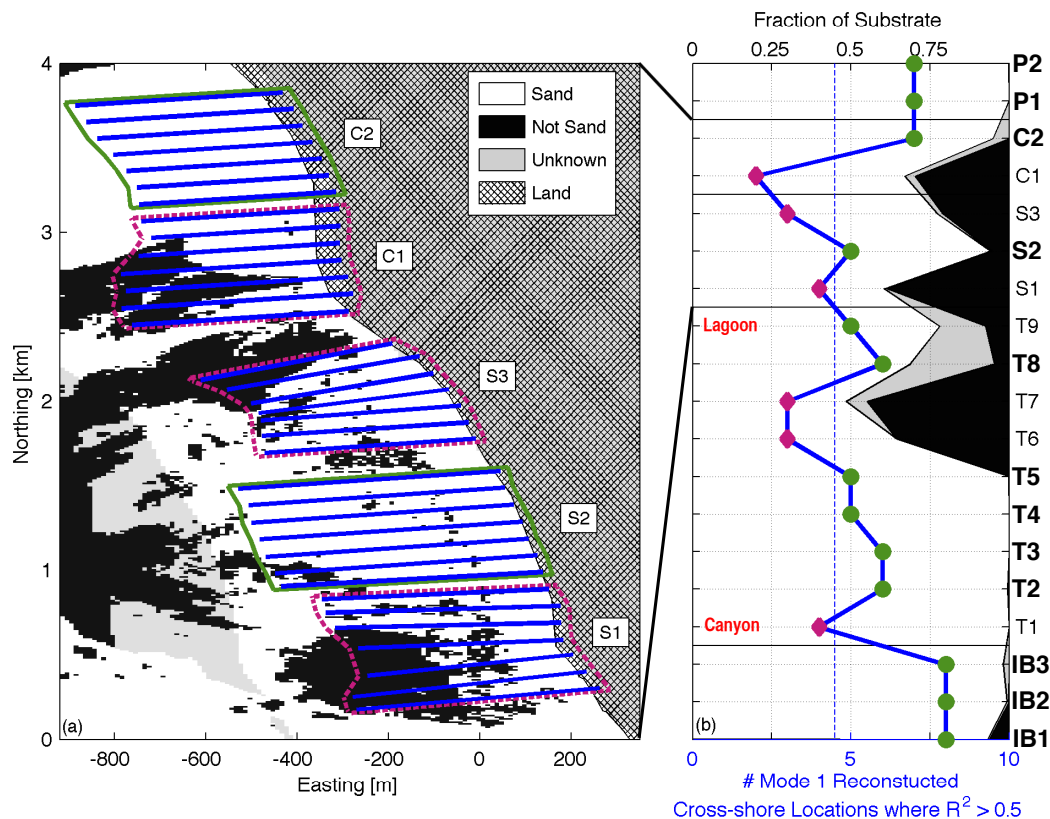 Fraction of Substrate
0 0.25 0.5 0.75
4
3
2
1
0
Northing [km]
Sand
Not Sand
Unknown
Land
C2
C1
S3
S2
S1
(a)
-800 -600 -400 -200 0 200
Easting [m]
P2
P1
C2
C1
S3
S2
S1
Lagoon T9
T8
T7
T6
T5
T4
T3
T2
Canyon T1
IB3
IB2
(b) IB1
0 5 10
# Mode 1 Reconstucted
Cross-shore Locations where R² > 0.5